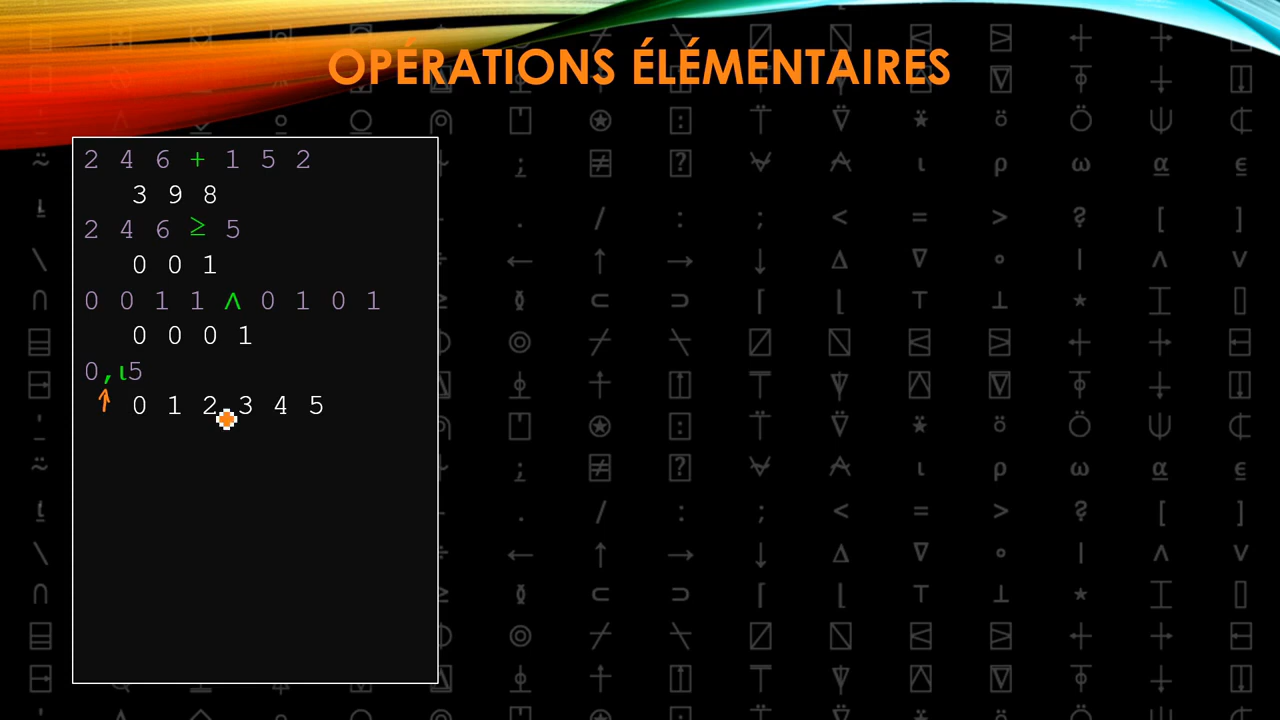 OPÉRATIONS ÉLÉMENTAIRES
2 4 6 + 1 5 2
3 9 8
2 4 6 ≥ 5
0 0 1
0 0 1 1 ∧ 0 1 0 1
0 0 0 1
0,⍳5
0 1 2 3 4 5